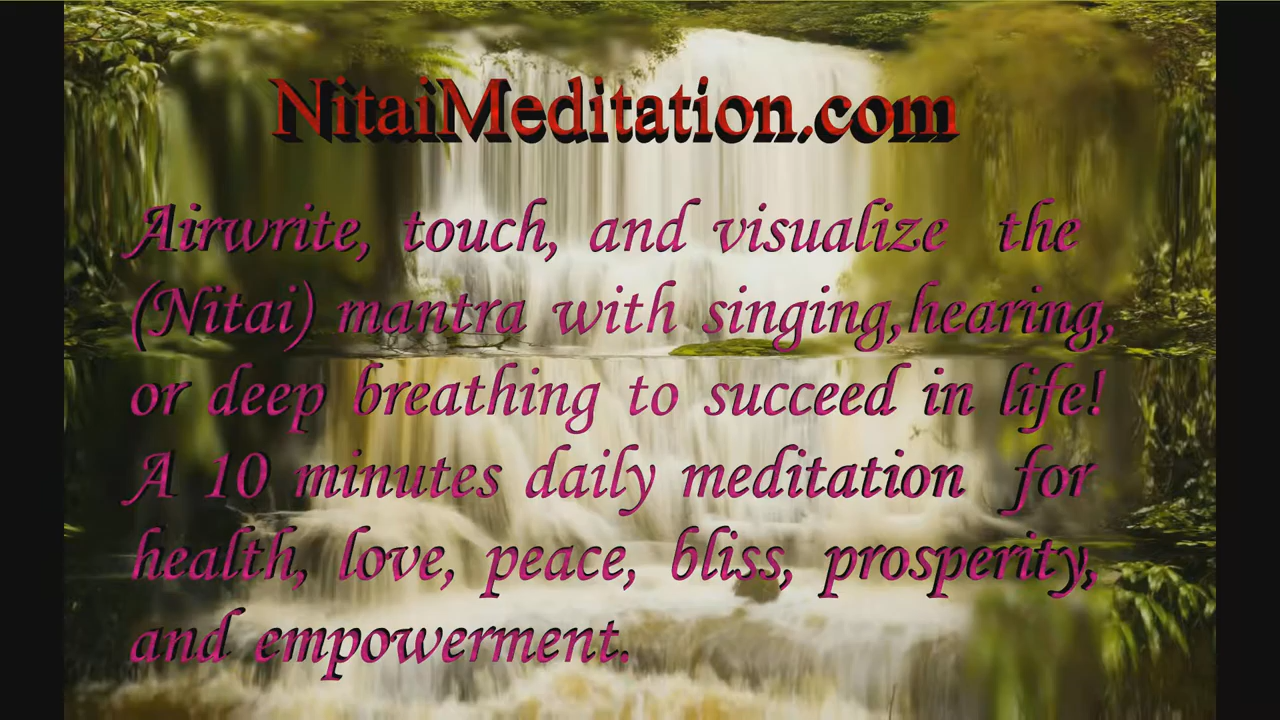 NitaiMeditation.com
Airwrite, touch, and visualize the
(Nitai) mantra with singing,hearing,
or deep breathing to succeed in life!
A 10 minutes daily meditation for
health, love, peace, bliss, prosperity,
and empowerment.